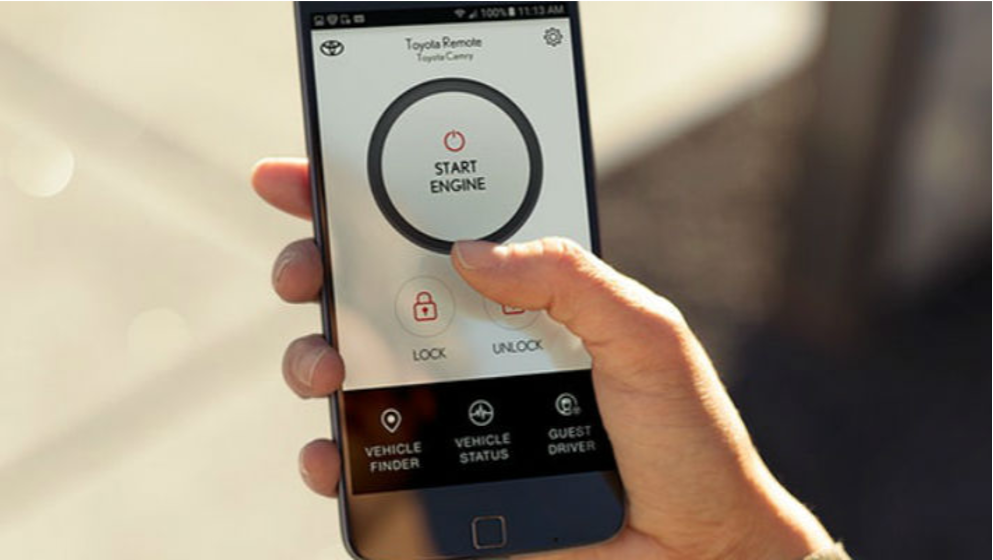 100% 11:13 AM
Toyota Remote
Toyota Camry
START
ENGINE
LOCK
UNLOCK
VEHICLE
FINDER
VEHICLE
STATUS
GUEST
DRIVER